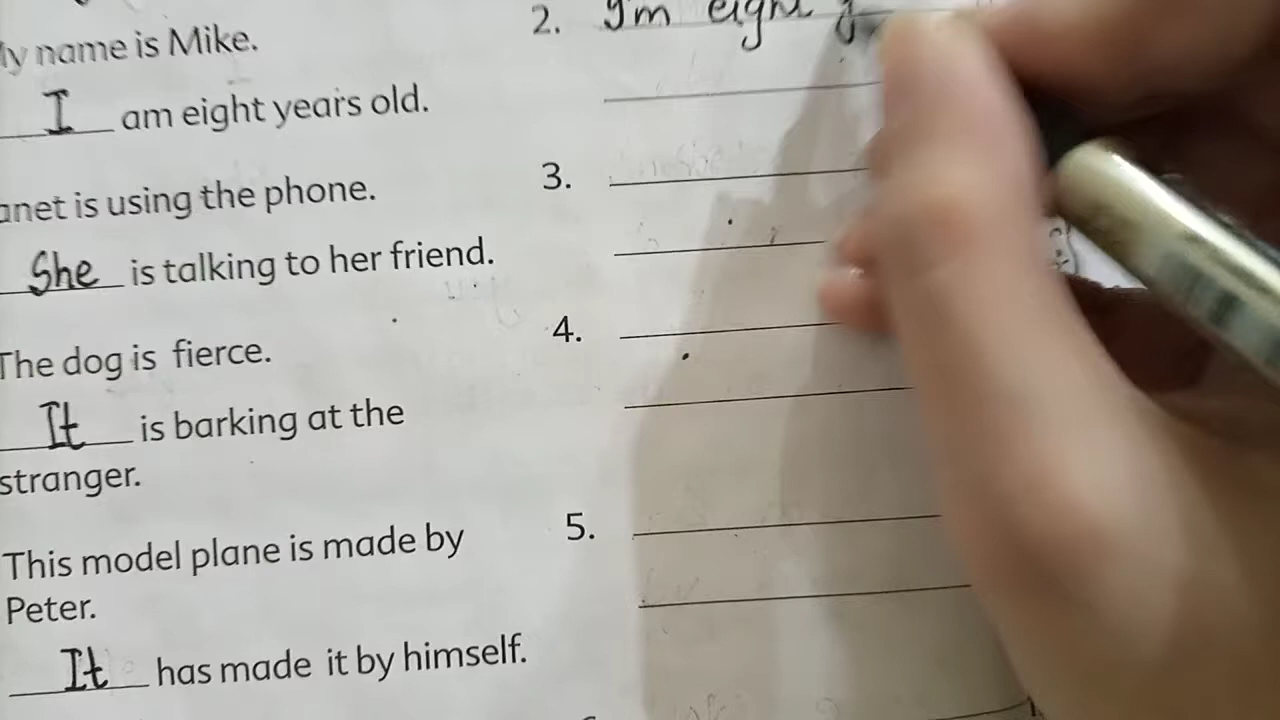 My name is Mike.
I am eight years old.
anet is using the phone.
She is talking to her friend.
The dog is fierce.
It is barking at the
stranger.
This model plane is made by
Peter.
It has made it by himself.
2. I'm eight
3.
4.
5.